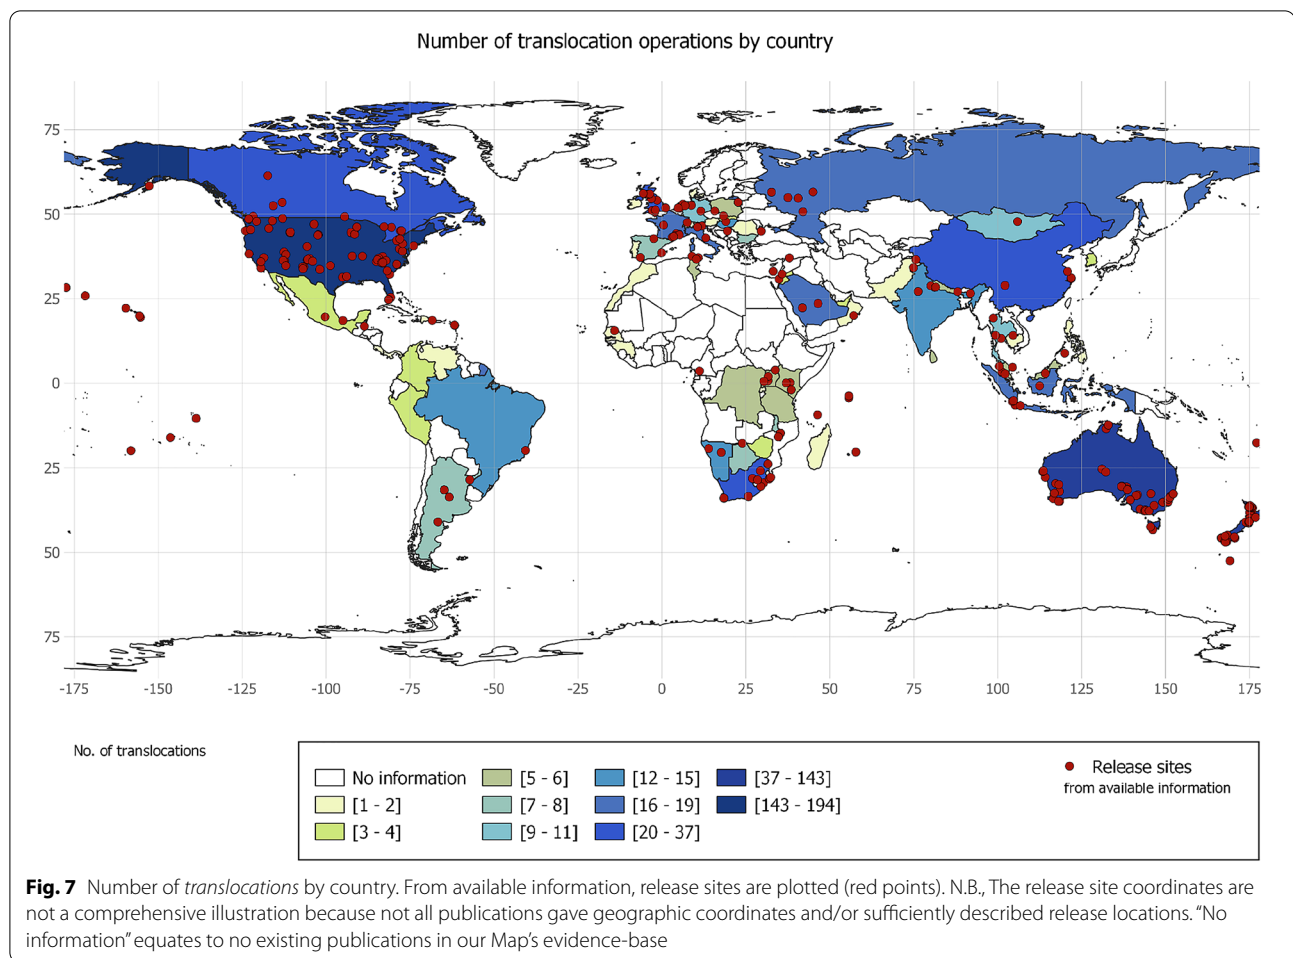 Number of translocation operations by country
75
50
25
0
25
50
75
-175 -150 -125 -100 -75 -50 -25 0 25 50 75 100 125 150 175
No. of translocations
No information [5 - 6] [12 - 15] [37 - 143]
[1 - 2] [7 - 8] [16 - 19] [143 - 194]
[3 - 4] [9 - 11] [20 - 37]
Release sites
from available information
Fig. 7 Number of translocations by country. From available information, release sites are plotted (red points). N.B., The release site coordinates are
not a comprehensive illustration because not all publications gave geographic coordinates and/or sufficiently described release locations. “No
information” equates to no existing publications in our Map’s evidence-base